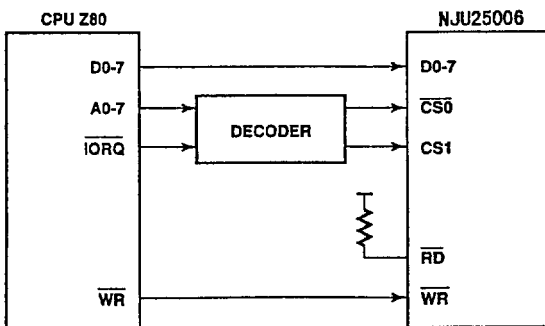 CPU Z80
NJU25006
D0-7
D0-7
A0-7
DECODER
CS0
IORQ
CS1
RD
WR
WR